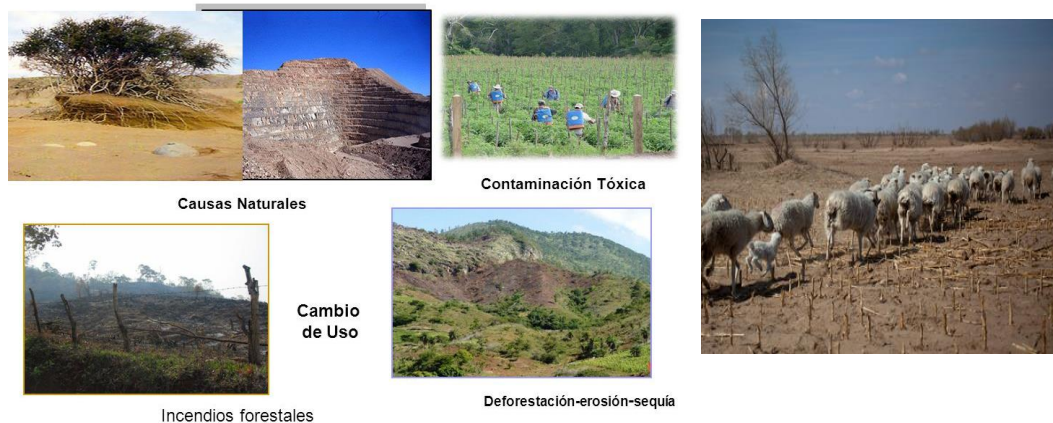 Contaminación Tóxica
Causas Naturales
Cambio
de Uso
Deforestación-erosión-sequía
Incendios forestales